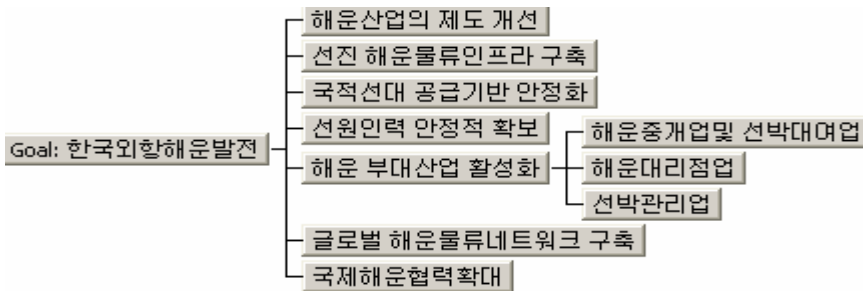 해운산업의 제도 개선
선진 해운물류인프라 구축
국적선대 공급기반 안정화
선원인력 안정적 확보
해운중개업및 선박대여업
Goal: 한국외항해운발전
해운 부대산업 활성화
해운대리점업
선박관리업
글로벌 해운물류네트워크 구축
국제해운협력확대